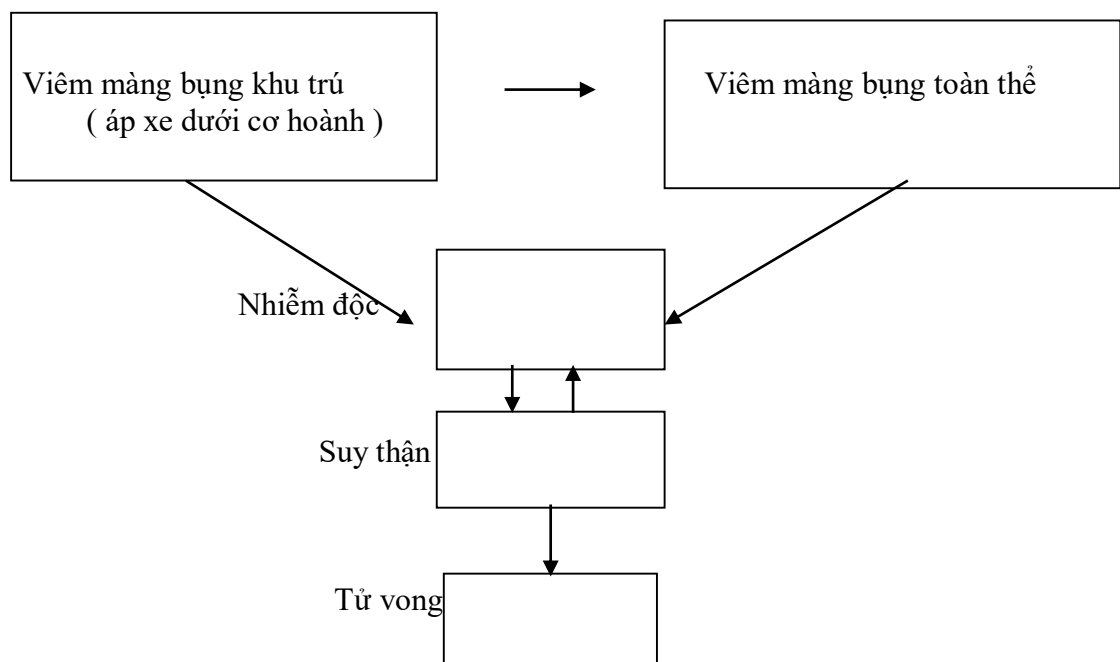 Viêm màng bụng khu trú
( áp xe dưới cơ hoành )
Viêm màng bụng toàn thể
Nhiễm độc
Suy thận
Tử vong